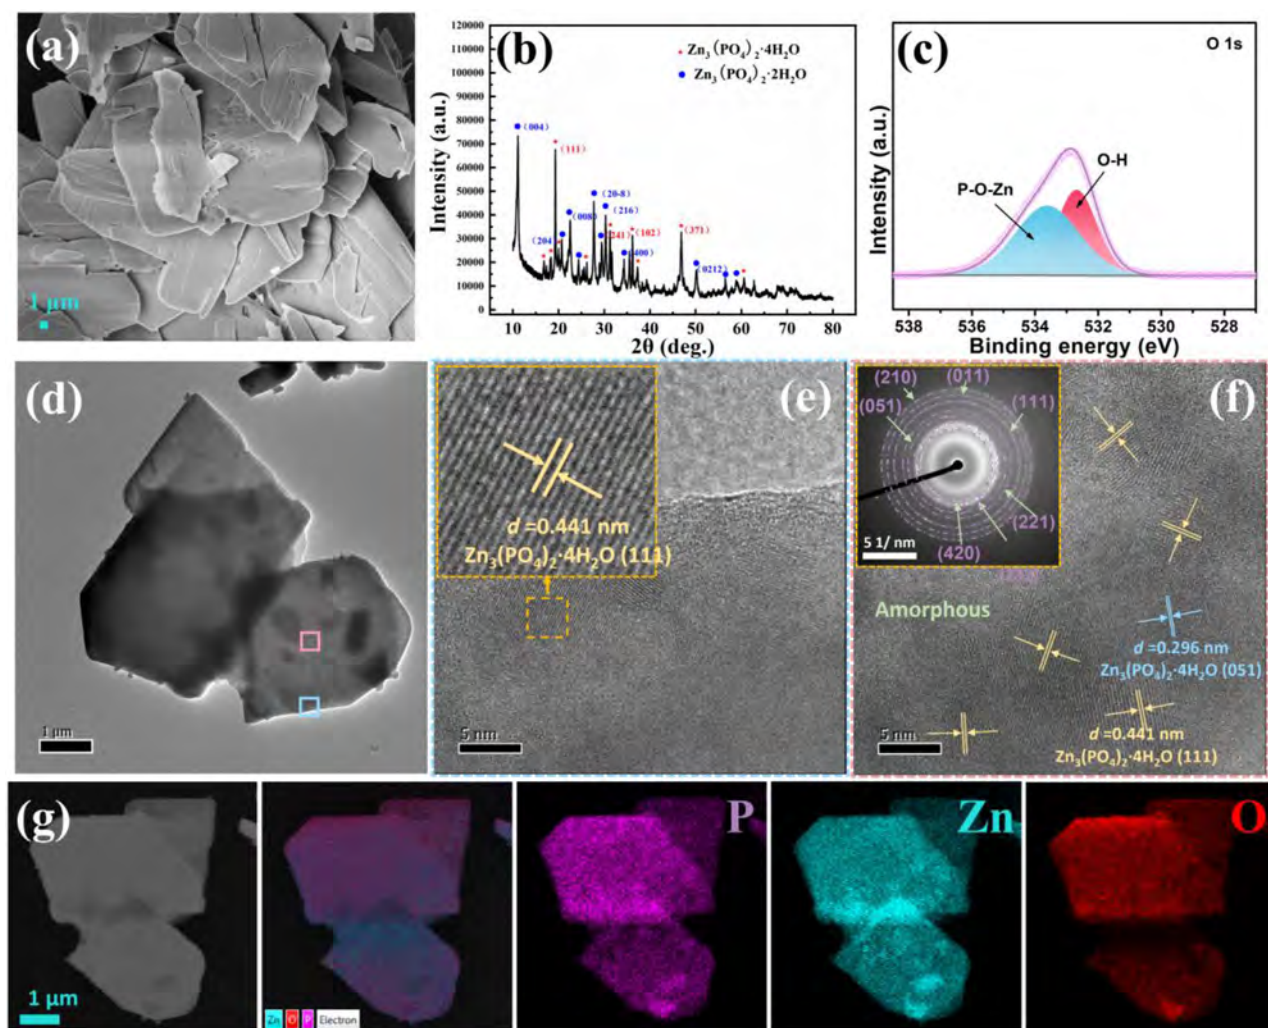 (a)
1 μm
(b)
Intensity (a.u.)
120000
110000
100000
90000
80000
70000
60000
50000
40000
30000
20000
10000
0
Zn₃(PO₄)₂·4H₂O
Zn₃(PO₄)₂·2H₂O
(004)
(111)
(20-8)
(008)
(216)
(204
(102)
(371)
(0212)
10 20 30 40 50 60 70 80
2θ (deg.)
(c)
O 1s
Intensity (a.u.)
O-H
P-O-Zn
538 536 534 532 530 528
Binding energy (eV)
(d)
1 μm
(e)
d =0.441 nm
Zn₃(PO₄)₂·4H₂O (111)
5 nm
(f)
(210)
(011)
(051)
(111)
(221)
(420)
5 1/ nm
Amorphous
d =0.296 nm
Zn₃(PO₄)₂·4H₂O (051)
d =0.441 nm
Zn₃(PO₄)₂·4H₂O (111)
5 nm
(g)
1 μm
Zn O P Electron
P
Zn
O